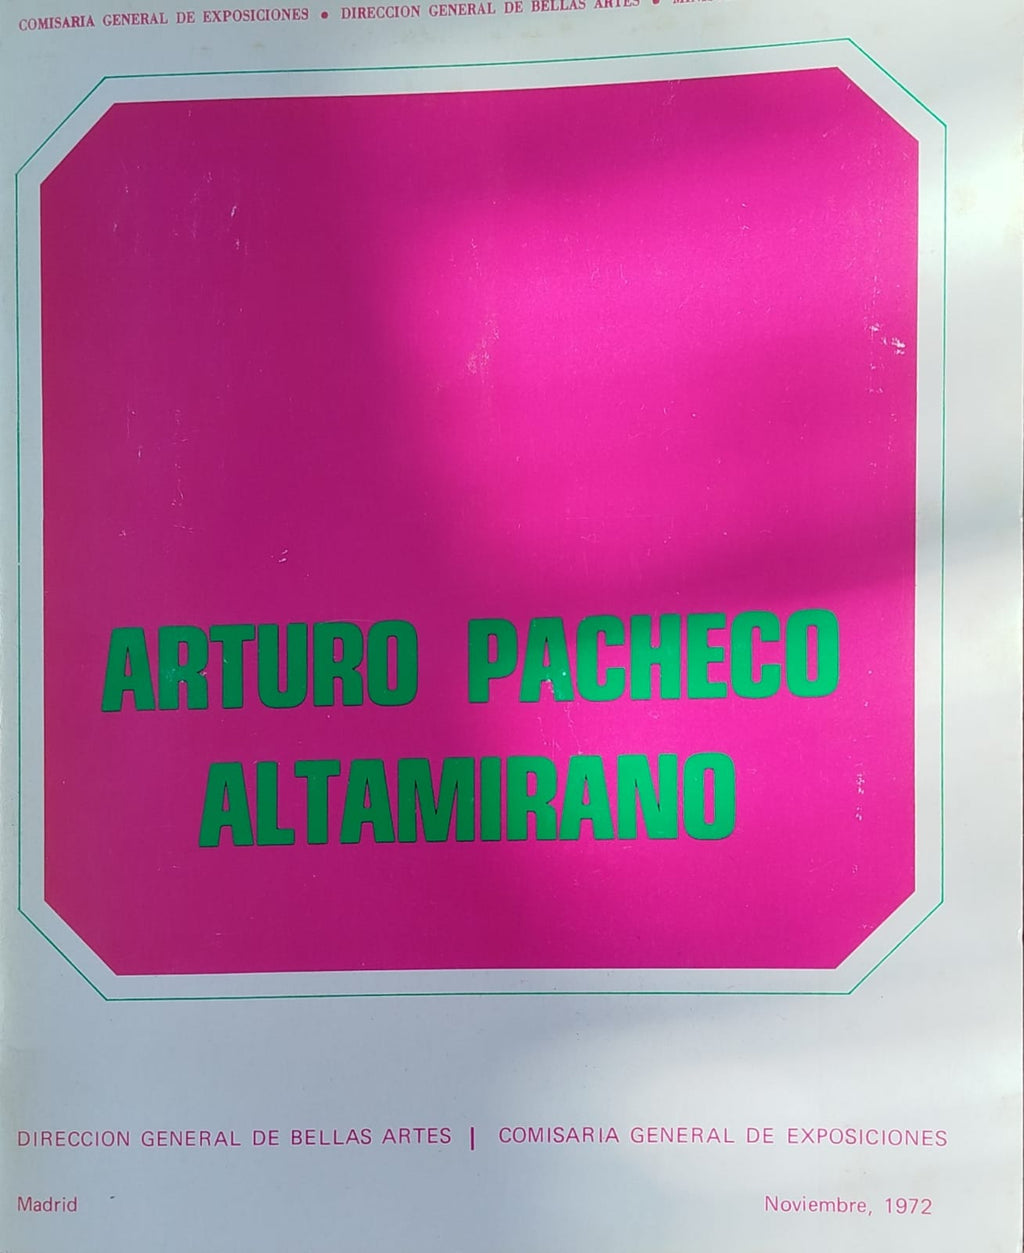 COMISARIA GENERAL DE EXPOSICIONES • DIRECCION GENERAL DE BELLAS ARTES •
ARTURO PACHECO
ALTAMIRANO
DIRECCION GENERAL DE BELLAS ARTES | COMISARIA GENERAL DE EXPOSICIONES
Madrid Noviembre, 1972